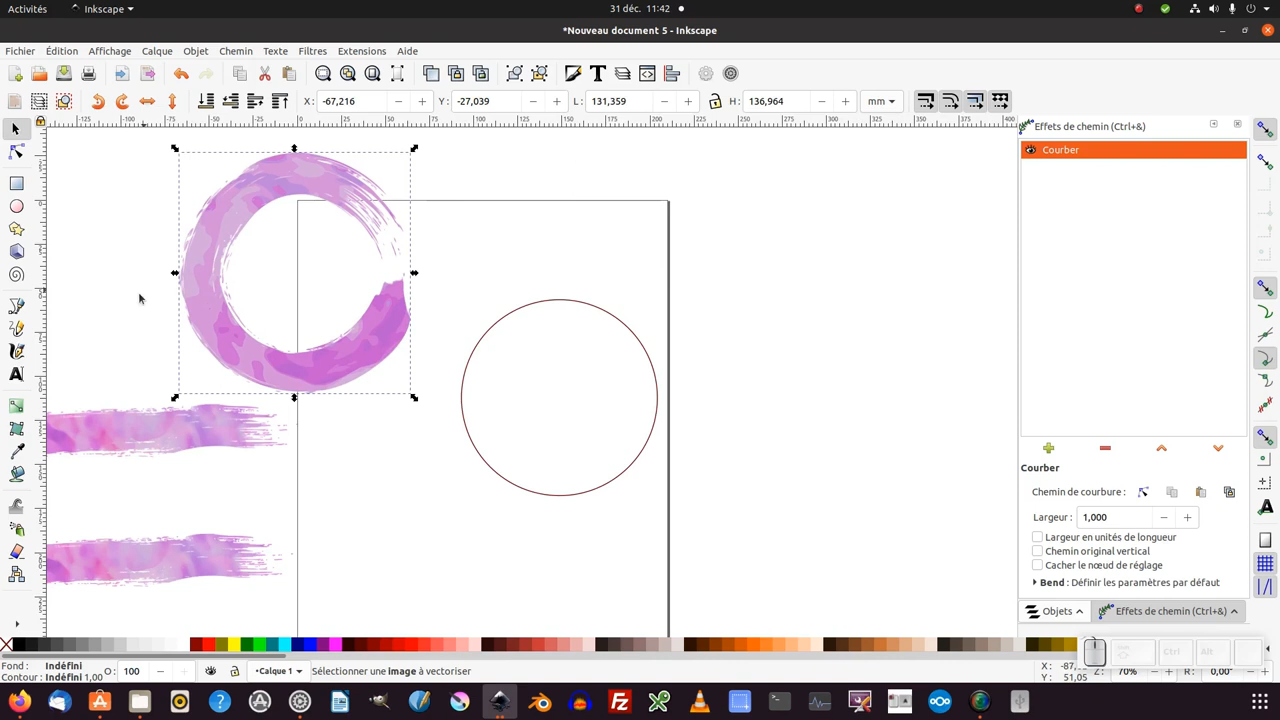 Activités
Inkscape
31 déc. 11:42
*Nouveau document 5 - Inkscape
Fichier Édition Affichage Calque Objet Chemin Texte Filtres Extensions Aide
X : -67,216 Y : -27,039 L : 131,359 H : 136,964 mm
Effets de chemin (Ctrl+&)
Courber
Courber
Chemin de courbure :
Largeur : 1,000
Largeur en unités de longueur
Chemin original vertical
Cacher le nœud de réglage
Bend : Définir les paramètres par défaut
Objets Effets de chemin (Ctrl+&)
Fond : Indéfini
Contour : Indéfini 1,00
O : 100
•Calque 1
Sélectionner une image à vectoriser
Ctrl Alt
Y : 51,05
Z : 70%
R : 0,00°